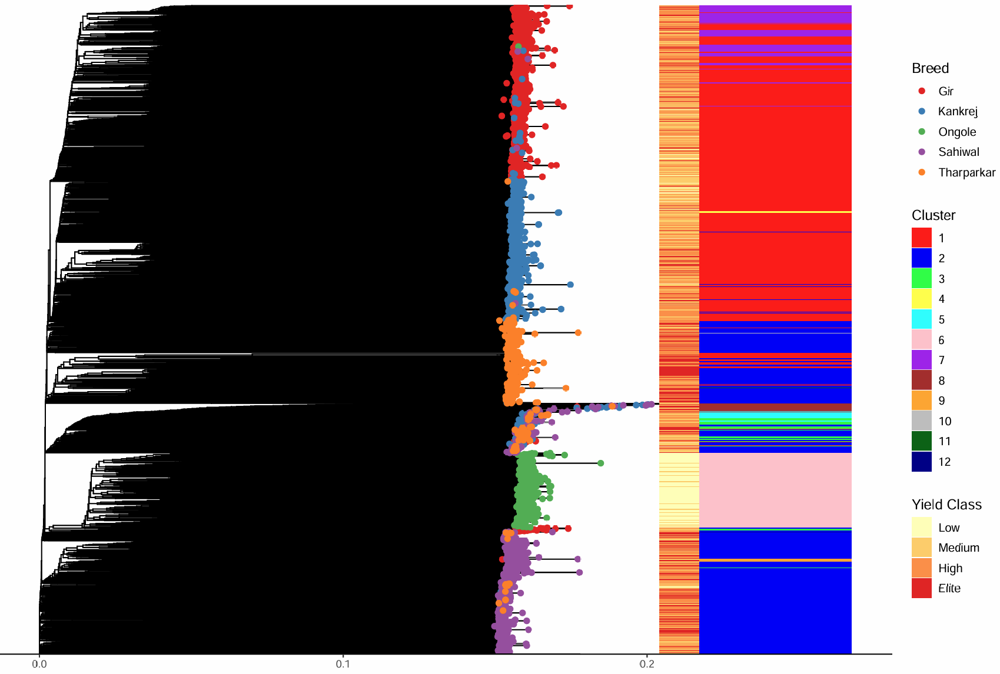 Breed
Gir
Kankrej
Ongole
Sahiwal
Tharparkar
Cluster
1
2
3
4
5
6
7
8
9
10
11
12
Yield Class
Low
Medium
High
Elite
0.0
0.1
0.2